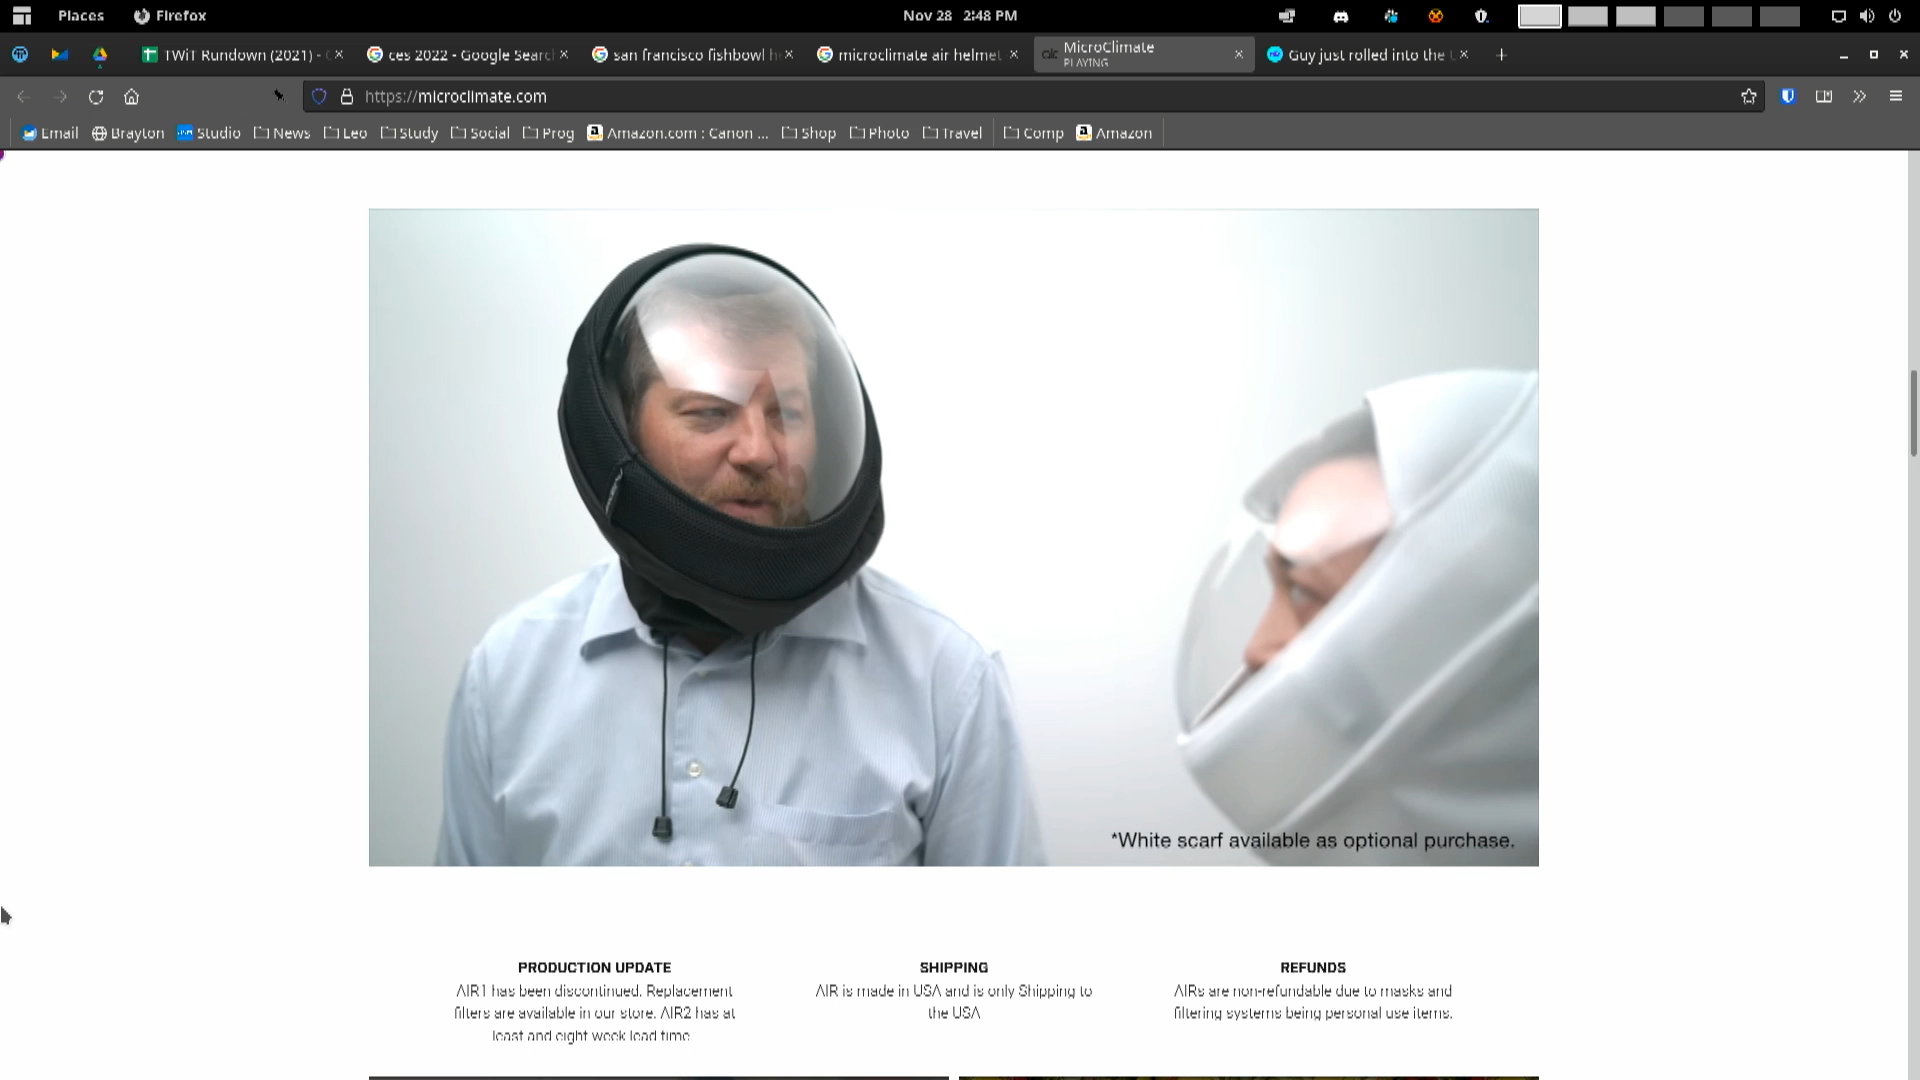 Places Firefox Nov 28 2:48 PM
TWiT Rundown (2021) - ces 2022 - Google Search san francisco fishbowl h microclimate air helmet MicroClimate Guy just rolled into the
PLAYING
https://microclimate.com
Email Brayton Studio News Leo Study Social Prog Amazon.com : Canon ... Shop Photo Travel Comp Amazon
*White scarf available as optional purchase.
PRODUCTION UPDATE
AIR1 has been discontinued. Replacement
filters are available in our store. AIR2 has at
least and eight week lead time.
SHIPPING
AIR is made in USA and is only Shipping to
the USA
REFUNDS
AIRs are non-refundable due to masks and
filtering systems being personal use items.